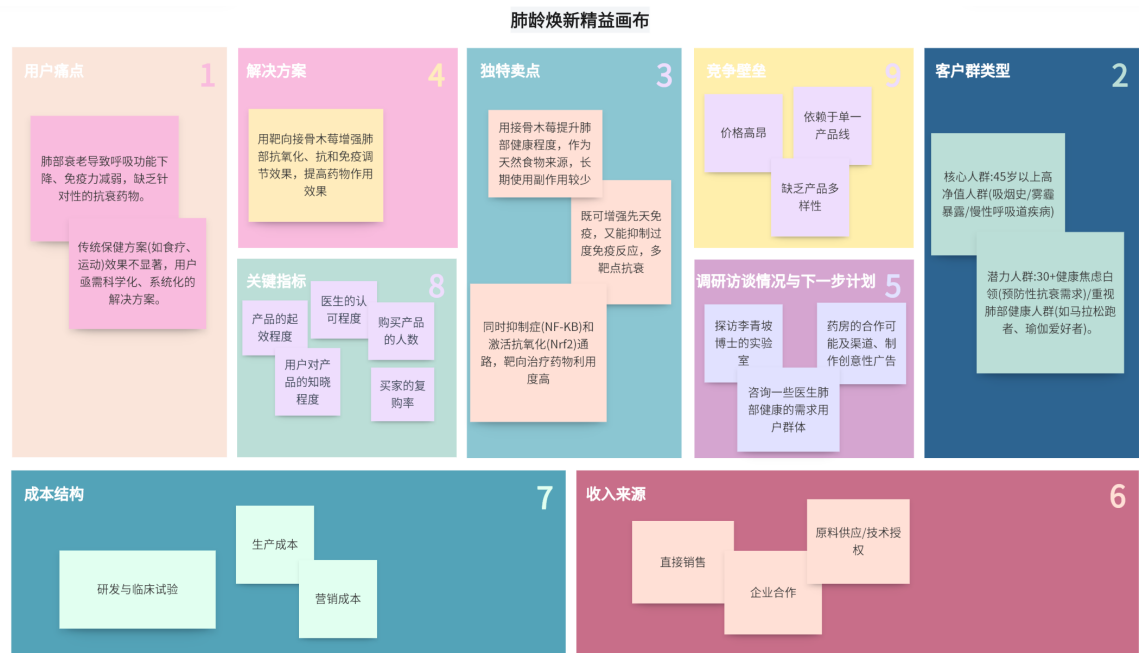 肺龄焕新精益画布
用户痛点
1
肺部衰老导致呼吸功能下
降、免疫力减弱，缺乏针
对性的抗衰药物。
传统保健方案(如食疗、
运动)效果不显著，用户
亟需科学化、系统化的
解决方案。
解决方案
4
用靶向接骨木莓增强肺
部抗氧化、抗和免疫调
节效果，提高药物作用
效果
关键指标
8
产品的起
效程度
医生的认
可程度
购买产品
的人数
用户对产
品的知晓
程度
买家的复
购率
独特卖点
3
用接骨木莓提升肺
部健康程度，作为
天然食物来源，长
期使用副作用较少
既可增强先天免
疫，又能抑制过
度免疫反应，多
靶点抗衰
同时抑制症(NF-KB)和
激活抗氧化(Nrf2)通
路，靶向治疗药物利用
度高
竞争壁垒
9
价格高昂
依赖于单一
产品线
缺乏产品多
样性
调研访谈情况与下一步计划
5
探访李青坡
博士的实验
室
药房的合作可
能及渠道、制
作创意性广告
咨询一些医生肺
部健康的需求用
户群体
客户群类型
2
核心人群:45岁以上高
净值人群(吸烟史/雾霾
暴露/慢性呼吸道疾病)
潜力人群:30+健康焦虑白
领(预防性抗衰需求)/重视
肺部健康人群(如马拉松跑
者、瑜伽爱好者)。
成本结构
7
研发与临床试验
生产成本
营销成本
收入来源
6
直接销售
企业合作
原料供应/技术授
权